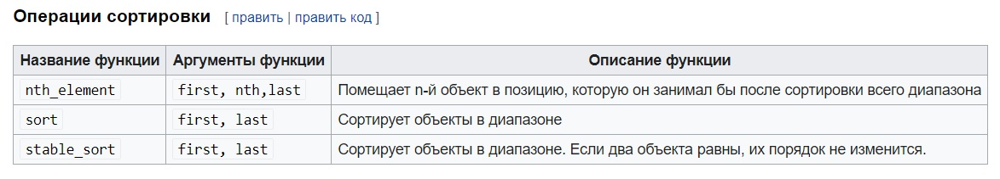 Операции сортировки [ править | править код ]
Название функции Аргументы функции Описание функции
nth_element first, nth,last Помещает n-й объект в позицию, которую он занимал бы после сортировки всего диапазона
sort first, last Сортирует объекты в диапазоне
stable_sort first, last Сортирует объекты в диапазоне. Если два объекта равны, их порядок не изменится.